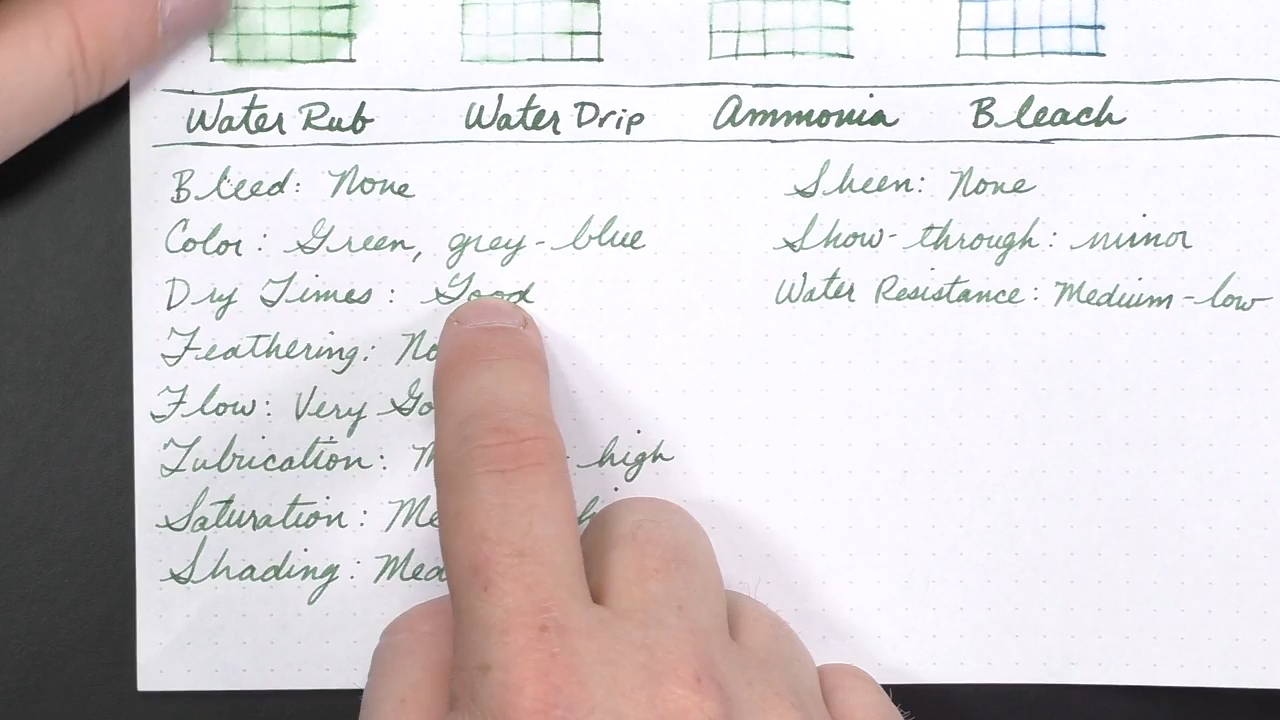 Water Rub Water Drip Ammonia Bleach
Bleed: None
Color: Green, grey-blue
Dry Times: Good
Feathering:
Flow: Very
Lubrication: high
Saturation:
Shading:
Sheen: None
Show-through: minor
Water Resistance: Medium-low